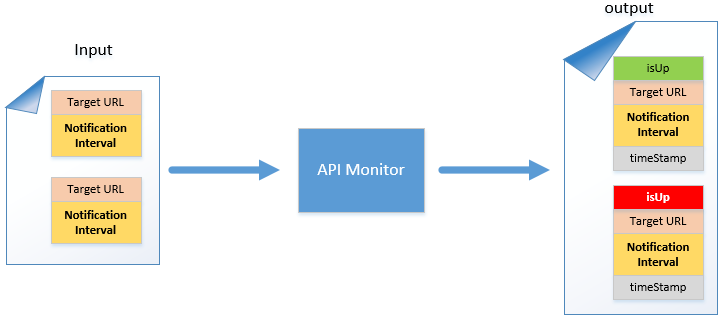 Input
Target URL
Notification
Interval
Target URL
Notification
Interval
API Monitor
output
isUp
Target URL
Notification
Interval
timeStamp
isUp
Target URL
Notification
Interval
timeStamp